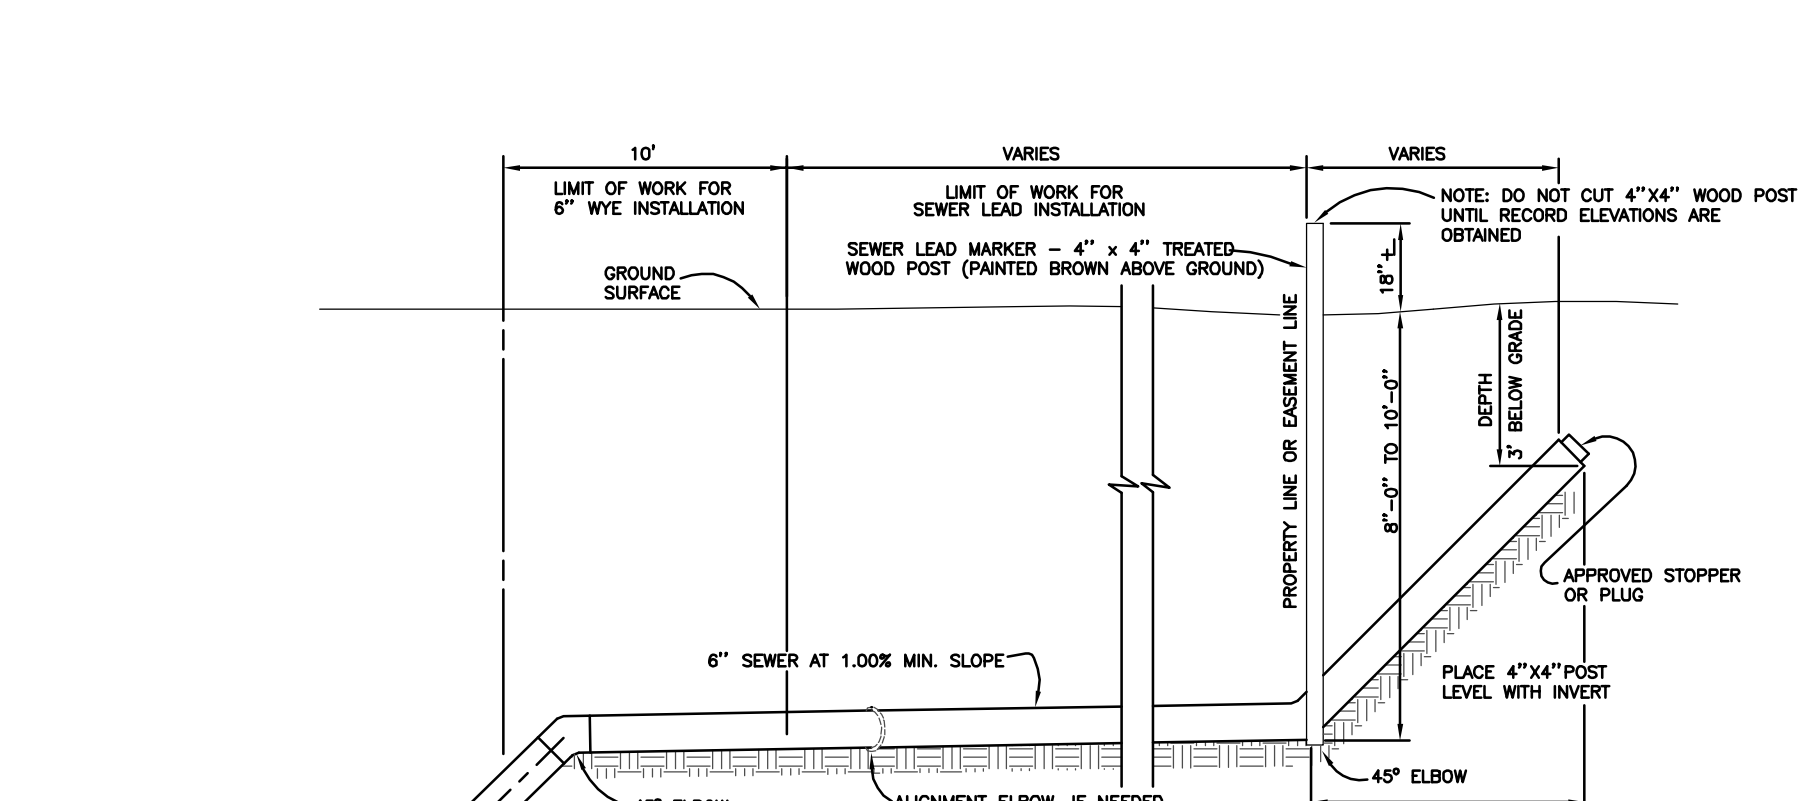 10' VARIES VARIES
LIMIT OF WORK FOR
6" WYE INSTALLATION
LIMIT OF WORK FOR
SEWER LEAD INSTALLATION
NOTE: DO NOT CUT 4"X4" WOOD POST
UNTIL RECORD ELEVATIONS ARE
OBTAINED
SEWER LEAD MARKER - 4" x 4" TREATED
WOOD POST (PAINTED BROWN ABOVE GROUND)
GROUND
SURFACE
18"±
PROPERTY LINE OR EASEMENT LINE
8"-0" TO 10'-0"
DEPTH
3' BELOW GRADE
APPROVED STOPPER
OR PLUG
6" SEWER AT 1.00% MIN. SLOPE
PLACE 4"X4"POST
LEVEL WITH INVERT
45° ELBOW
ALIGNMENT ELBOW, IF NEEDED